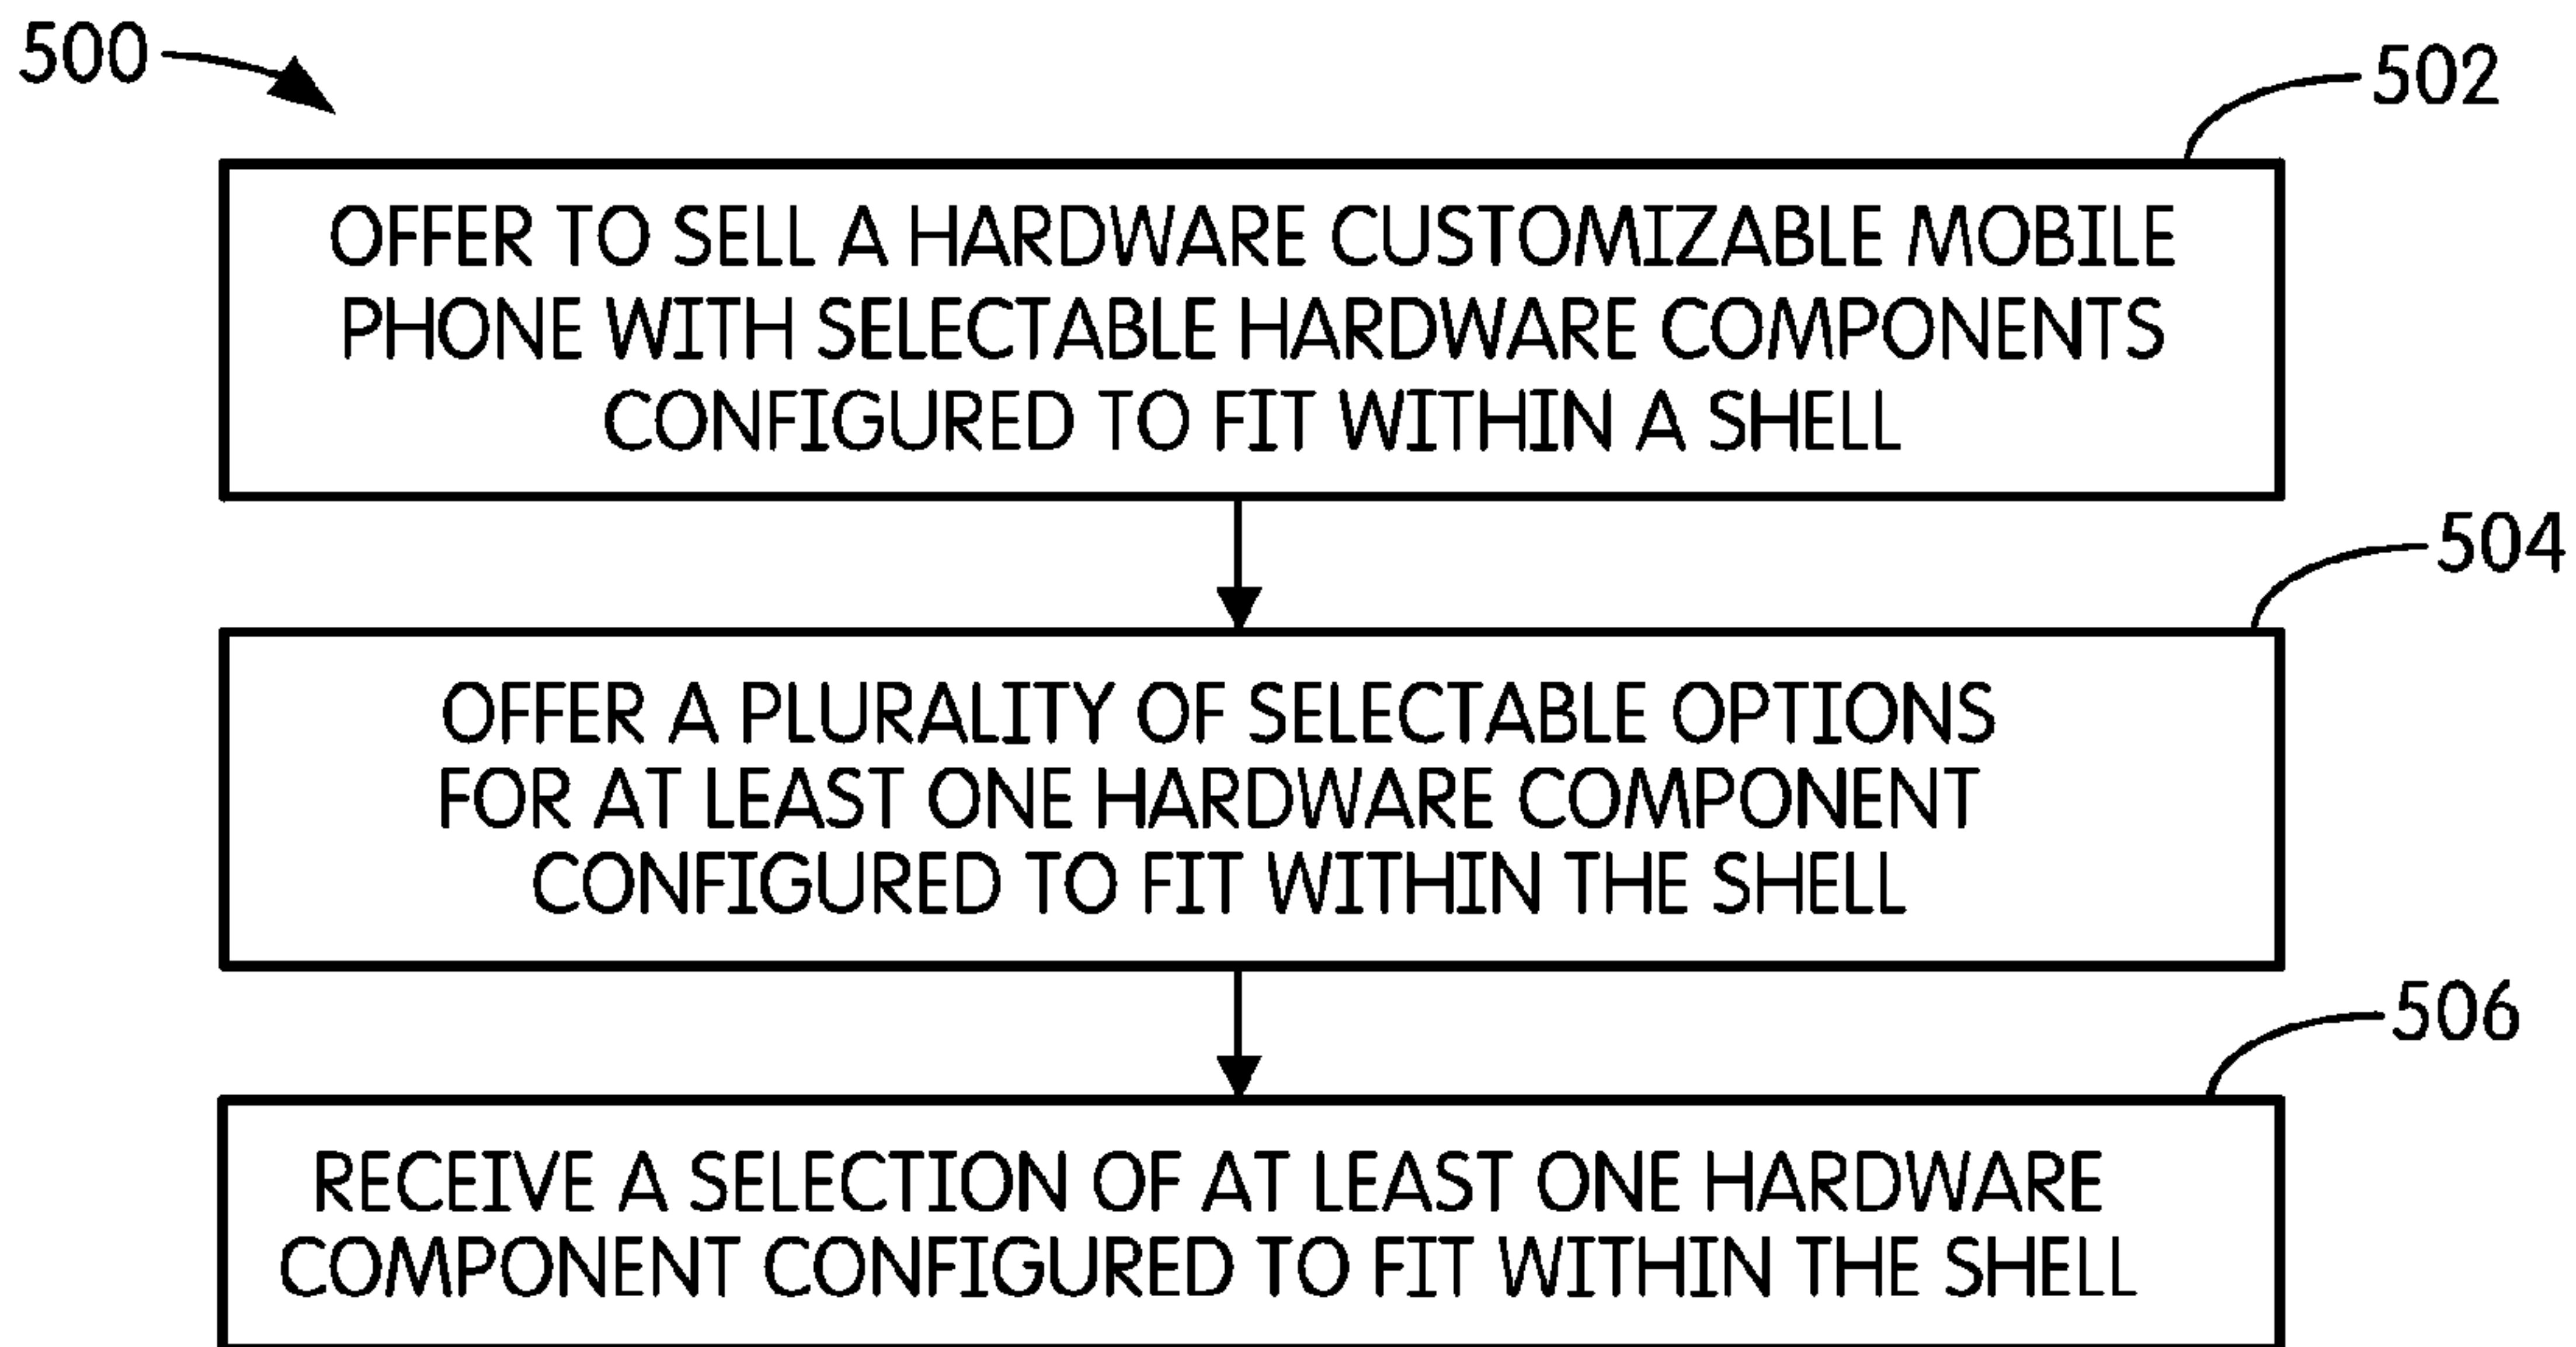 500
502
OFFER TO SELL A HARDWARE CUSTOMIZABLE MOBILE
PHONE WITH SELECTABLE HARDWARE COMPONENTS
CONFIGURED TO FIT WITHIN A SHELL
504
OFFER A PLURALITY OF SELECTABLE OPTIONS
FOR AT LEAST ONE HARDWARE COMPONENT
CONFIGURED TO FIT WITHIN THE SHELL
506
RECEIVE A SELECTION OF AT LEAST ONE HARDWARE
COMPONENT CONFIGURED TO FIT WITHIN THE SHELL